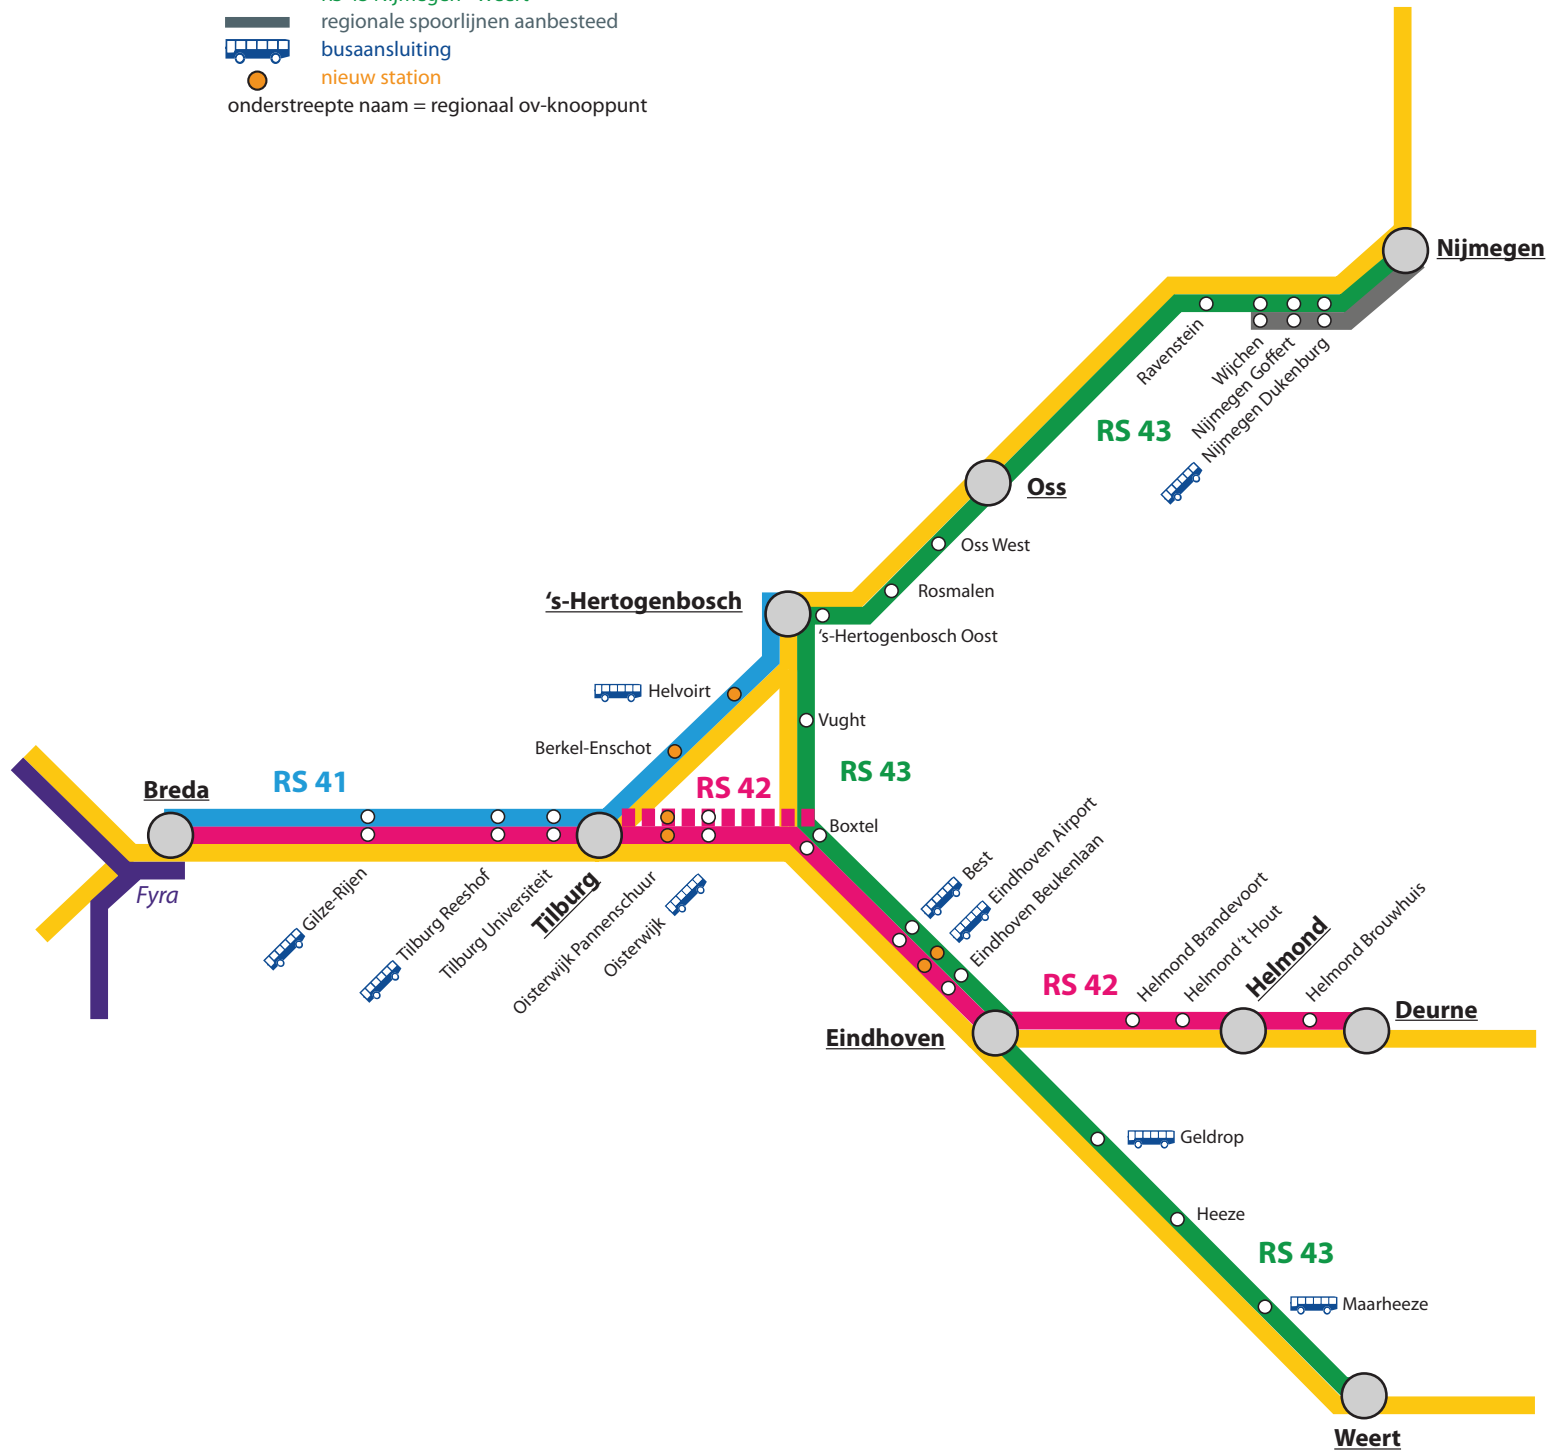 regionale spoorlijnen aanbesteed
busaansluiting
nieuw station
onderstreepte naam = regionaal ov-knooppunt
Nijmegen
Ravenstein
Wijchen
Nijmegen Goffert
Nijmegen Dukenburg
RS 43
Oss
Oss West
‘s-Hertogenbosch
Rosmalen
‘s-Hertogenbosch Oost
Helvoirt
Vught
Berkel-Enschot
RS 43
RS 41
RS 42
Breda
Boxtel
Fyra
Gilze-Rijen
Tilburg Reeshof
Tilburg Universiteit
Tilburg
Oisterwijk Pannenschuur
Oisterwijk
Best
Eindhoven Airport
Eindhoven Beukenlaan
RS 42
Helmond Brandevoort
Helmond ‘t Hout
Helmond
Helmond Brouwhuis
Deurne
Eindhoven
Geldrop
Heeze
RS 43
Maarheeze
Weert